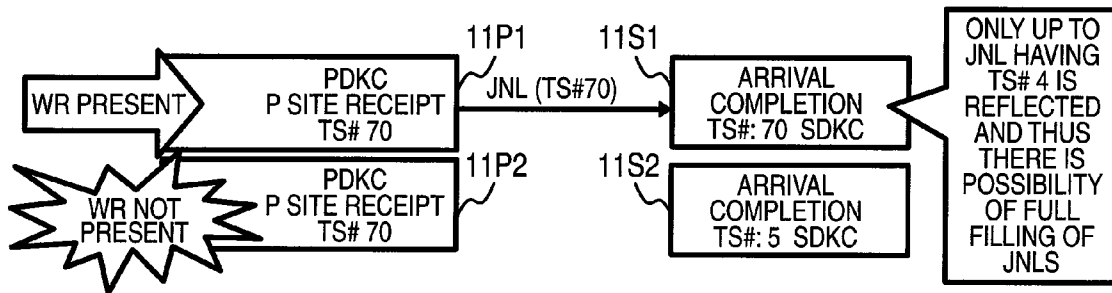 11P1
11S1
WR PRESENT
PDKC
P SITE RECEIPT
TS# 70
JNL (TS#70)
ARRIVAL
COMPLETION
TS#: 70 SDKC
ONLY UP TO
JNL HAVING
TS# 4 IS
REFLECTED
AND THUS
THERE IS
POSSIBILITY
OF FULL
FILLING OF
JNLS
11P2
11S2
WR NOT
PRESENT
PDKC
P SITE RECEIPT
TS# 70
ARRIVAL
COMPLETION
TS#: 5 SDKC